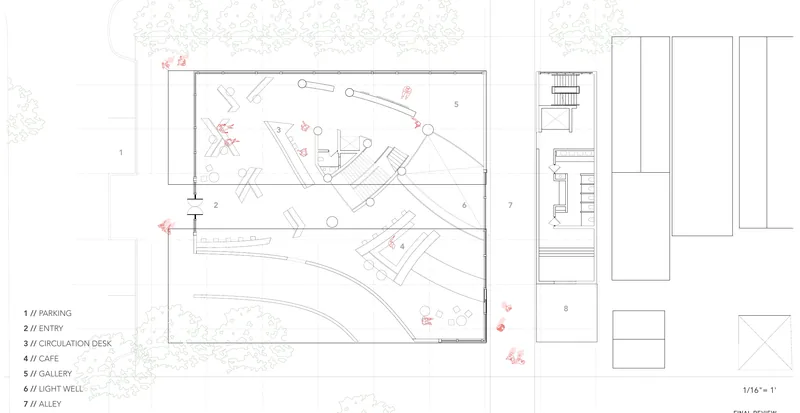 5
3
1
2
6
7
4
8
1 // PARKING
2 // ENTRY
3 // CIRCULATION DESK
4 // CAFE
5 // GALLERY
6 // LIGHT WELL
7 // ALLEY
1/16"= 1'
FINAL REVIEW